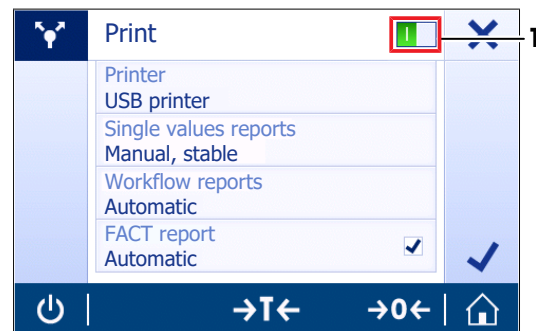 Print
1
Printer
USB printer
Single values reports
Manual, stable
Workflow reports
Automatic
FACT report
Automatic
→T← →0←